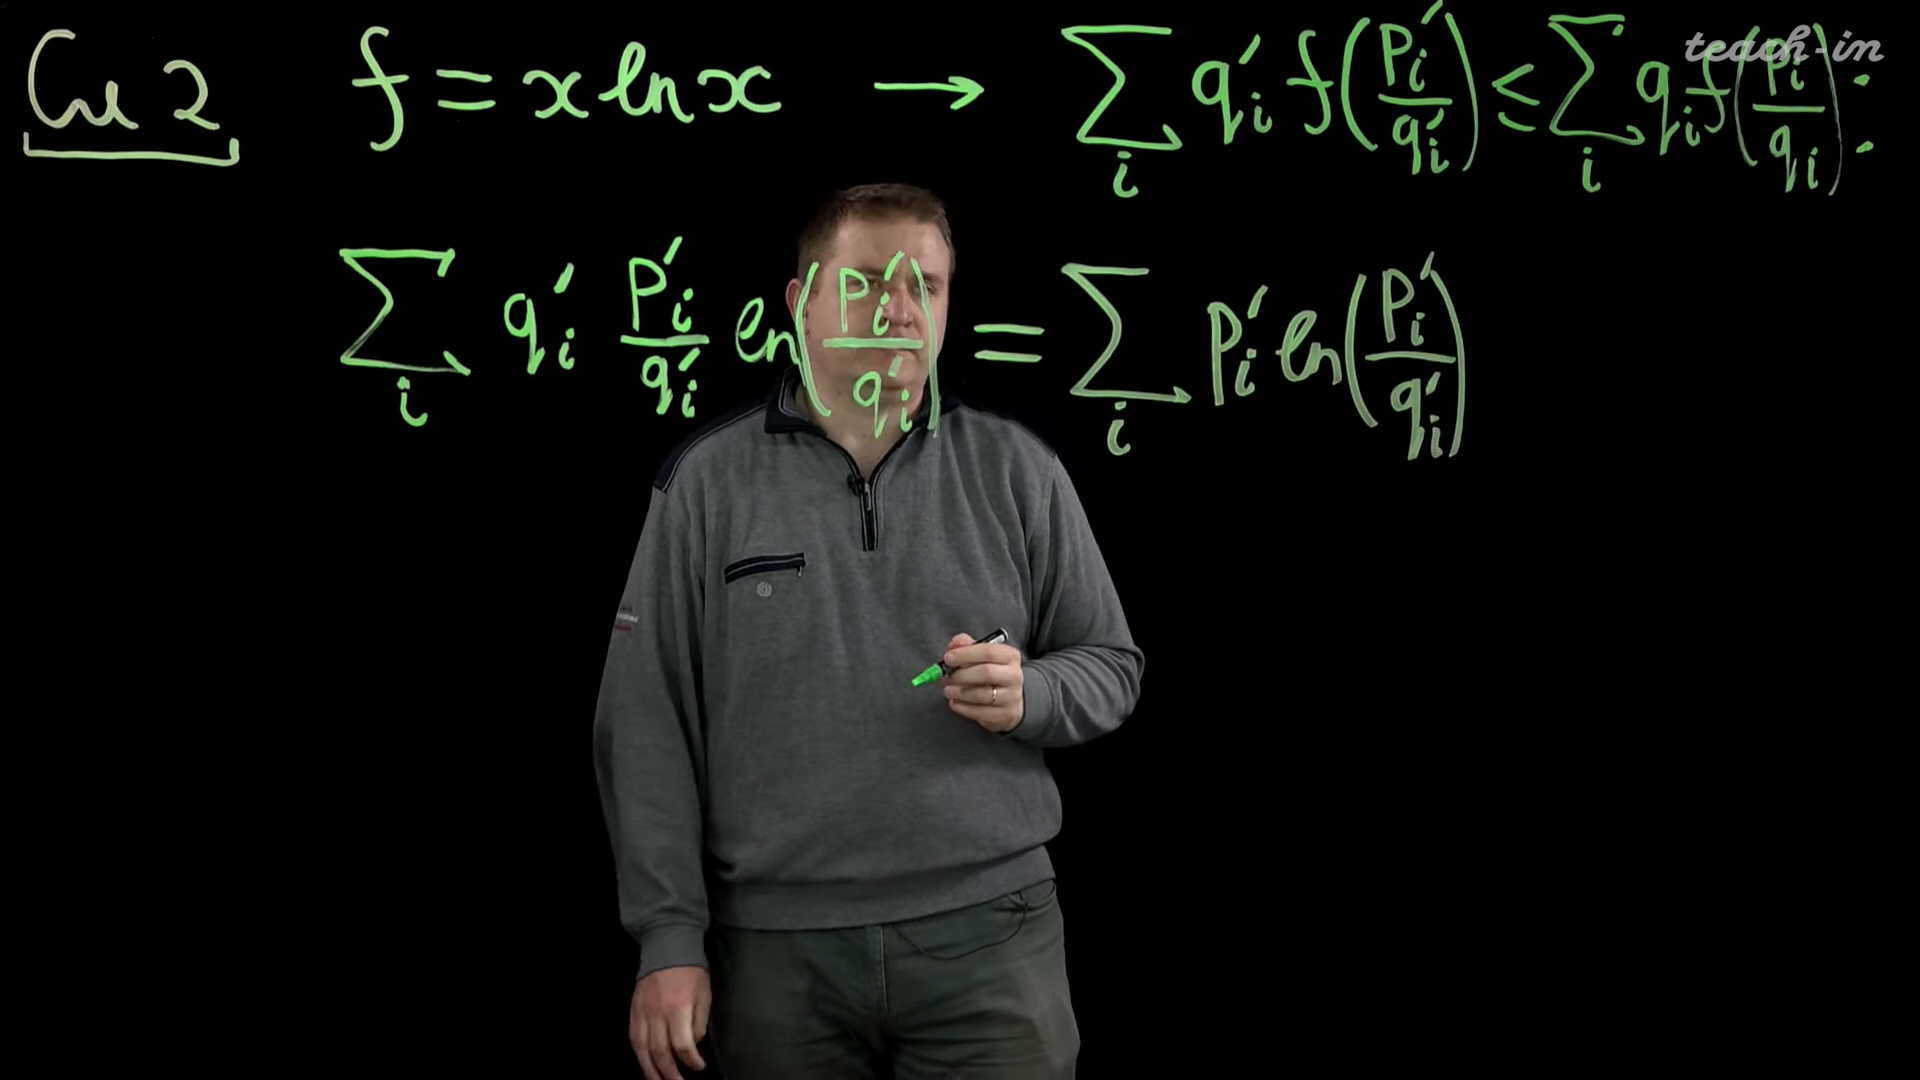 Сл 2 f = x ln x → ∑_i q'_i f(p'_i/q'_i) ≤ ∑_i q_i f(p_i/q_i) :
teach-in
∑_i q'_i p'_i/q'_i ln(p'_i/q'_i) = ∑_i p'_i ln(p'_i/q'_i)